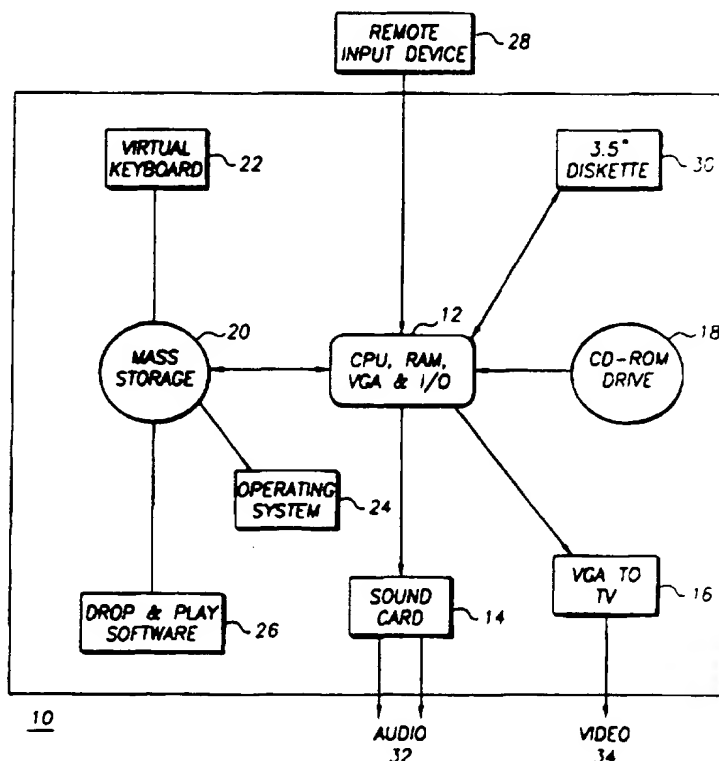 REMOTE
INPUT DEVICE
28
VIRTUAL
KEYBOARD
22
3.5"
DISKETTE
30
20
MASS
STORAGE
12
CPU, RAM,
VGA & I/O
18
CD-ROM
DRIVE
OPERATING
SYSTEM
24
DROP & PLAY
SOFTWARE
26
SOUND
CARD
14
VGA TO
TV
16
10
AUDIO
32
VIDEO
34